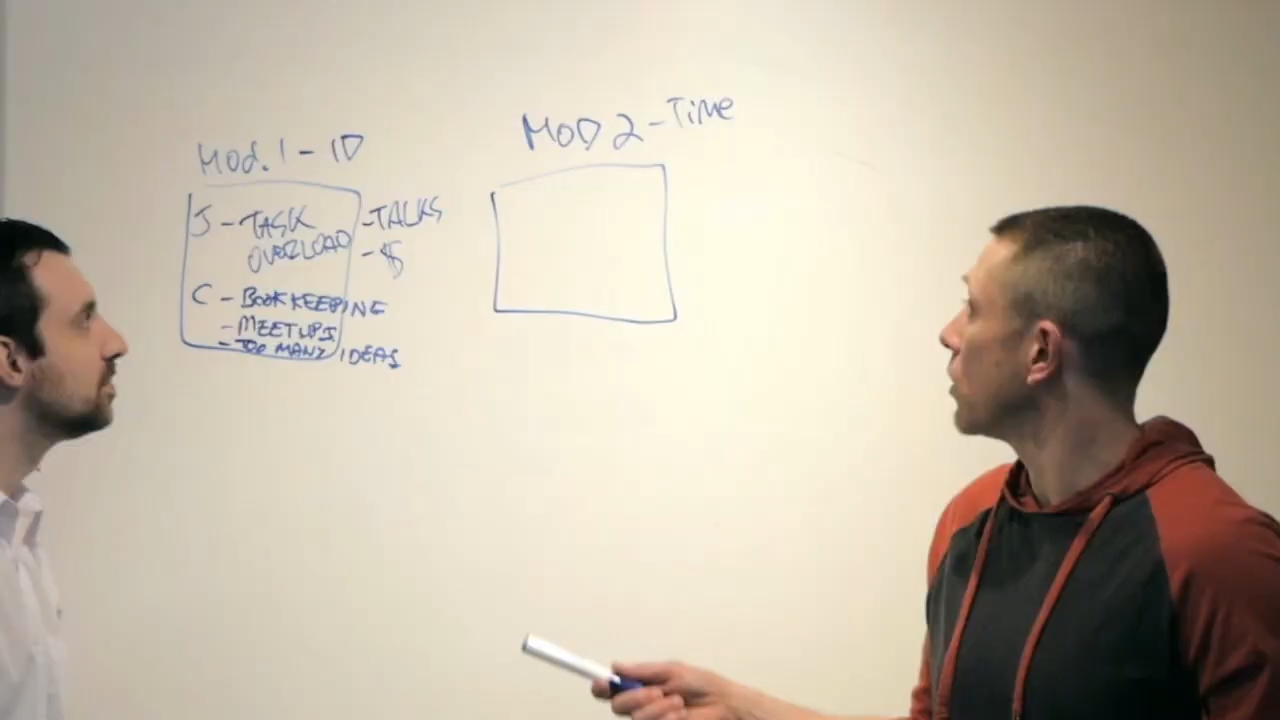 Mod. 1 - ID
J - TASK OVERLOAD
- TALKS
- $
C - BOOKKEEPING
- MEETUPS
- TOO MANY IDEAS
MOD 2 - Time